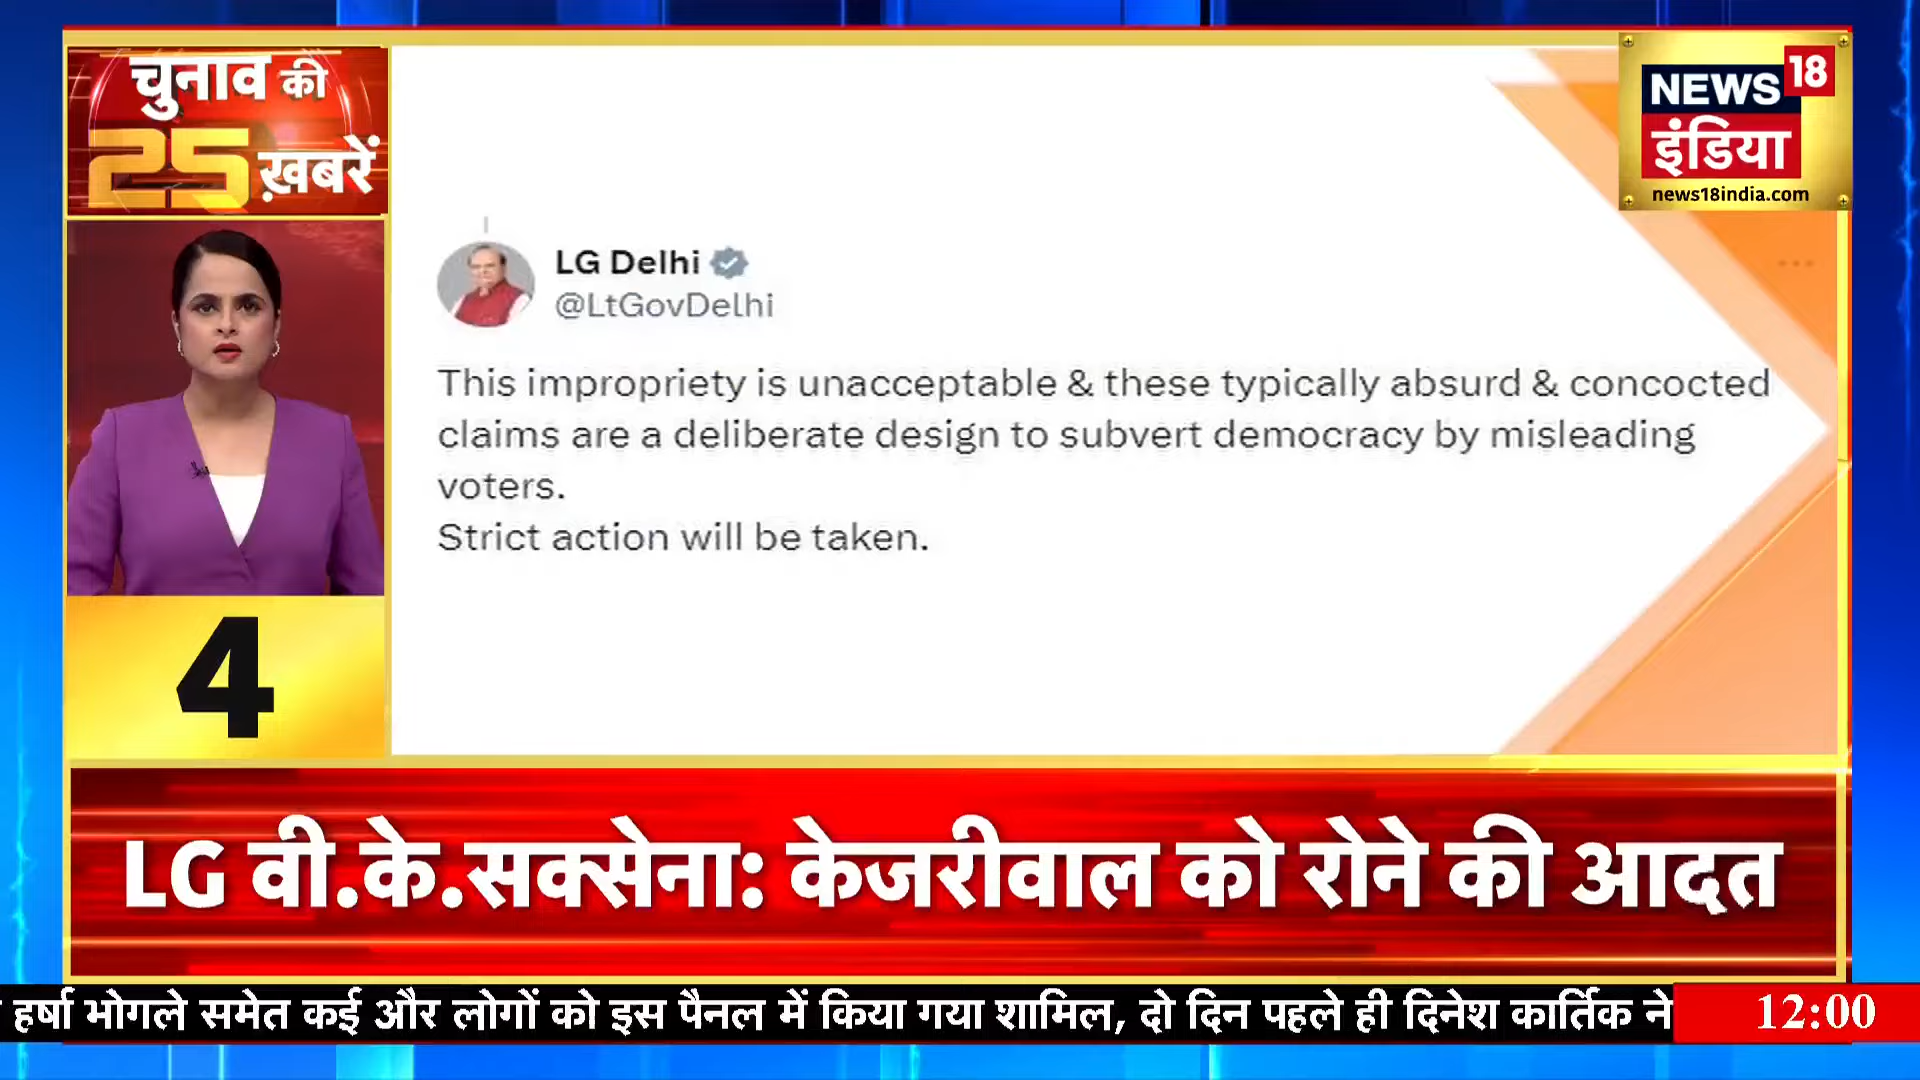 चुनाव की
25 ख़बरें
NEWS 18
इंडिया
news18india.com
LG Delhi
@LtGovDelhi
This impropriety is unacceptable & these typically absurd & concocted
claims are a deliberate design to subvert democracy by misleading
voters.
Strict action will be taken.
4
LG वी.के.सक्सेना: केजरीवाल को रोने की आदत
हर्षा भोगले समेत कई और लोगों को इस पैनल में किया गया शामिल, दो दिन पहले ही दिनेश कार्तिक ने
12:00